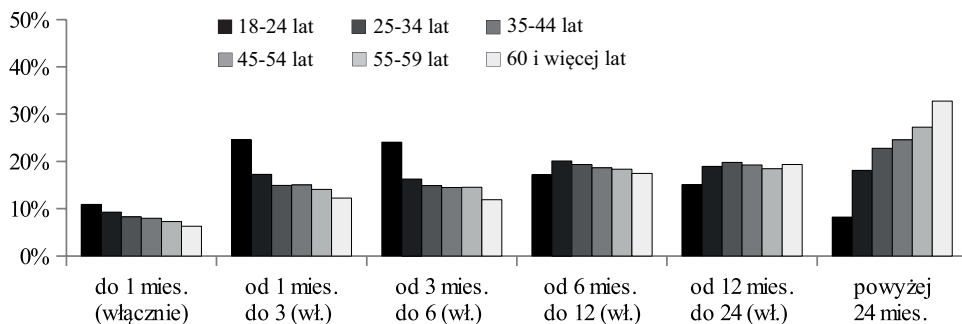 50%
40%
30%
20%
10%
0%
18-24 lat 25-34 lat 35-44 lat
45-54 lat 55-59 lat 60 i więcej lat
do 1 mies. (włącznie)
od 1 mies. do 3 (wł.)
od 3 mies. do 6 (wł.)
od 6 mies. do 12 (wł.)
od 12 mies. do 24 (wł.)
powyżej 24 mies.